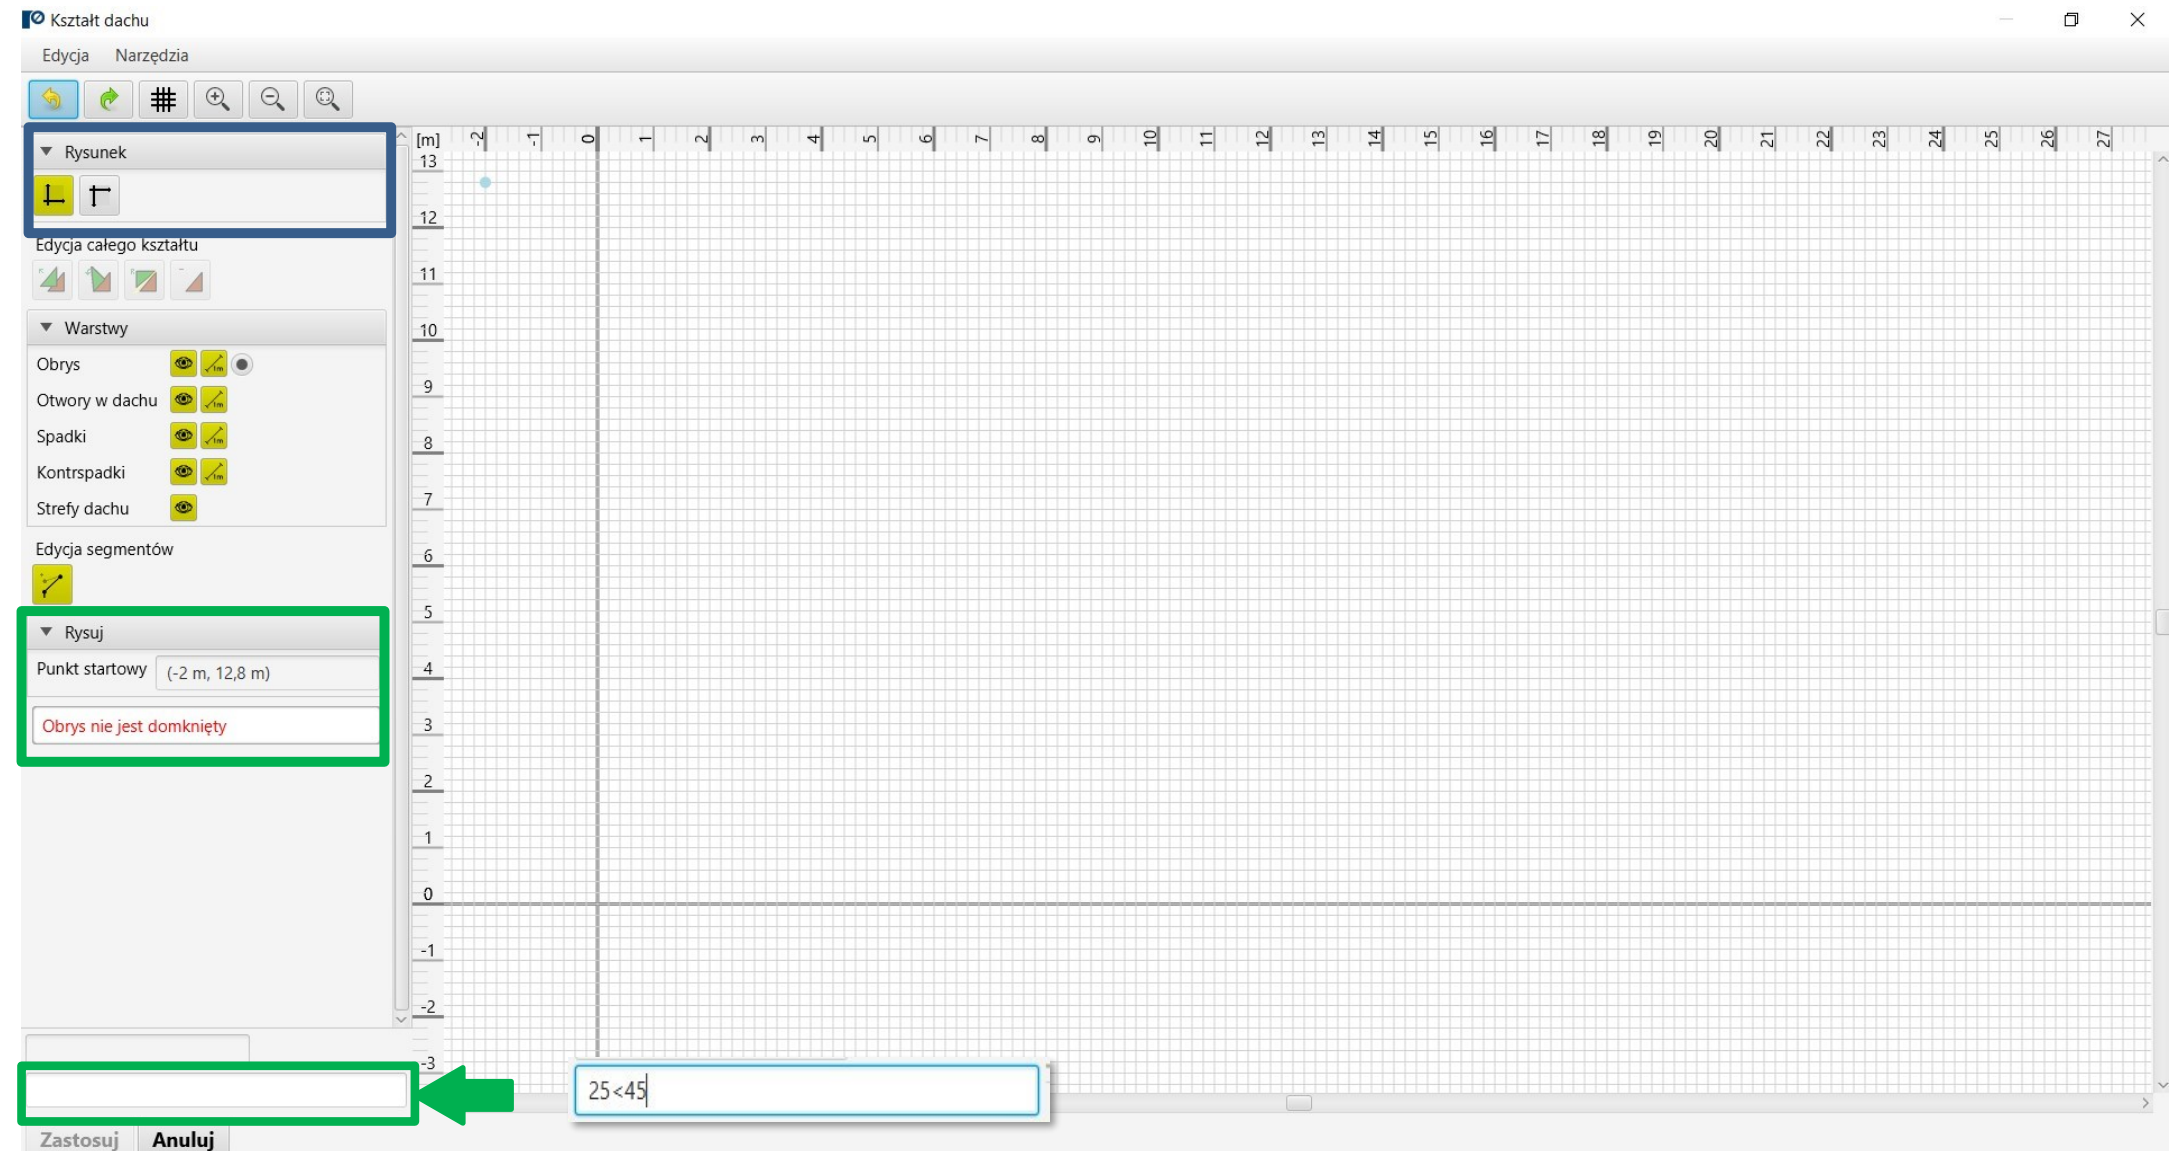 Kształt dachu
Edycja Narzędzia
Rysunek
Edycja całego kształtu
Warstwy
Obrys
1m
Otwory w dachu
1m
Spadki
1m
Kontrspadki
1m
Strefy dachu
Edycja segmentów
Rysuj
Punkt startowy (-2 m, 12,8 m)
Obrys nie jest domknięty
Zastosuj Anuluj
[m] -2 -1 0 1 2 3 4 5 6 7 8 9 10 11 12 13 14 15 16 17 18 19 20 21 22 23 24 25 26 27
13
12
11
10
9
8
7
6
5
4
3
2
1
0
-1
-2
-3
25<45